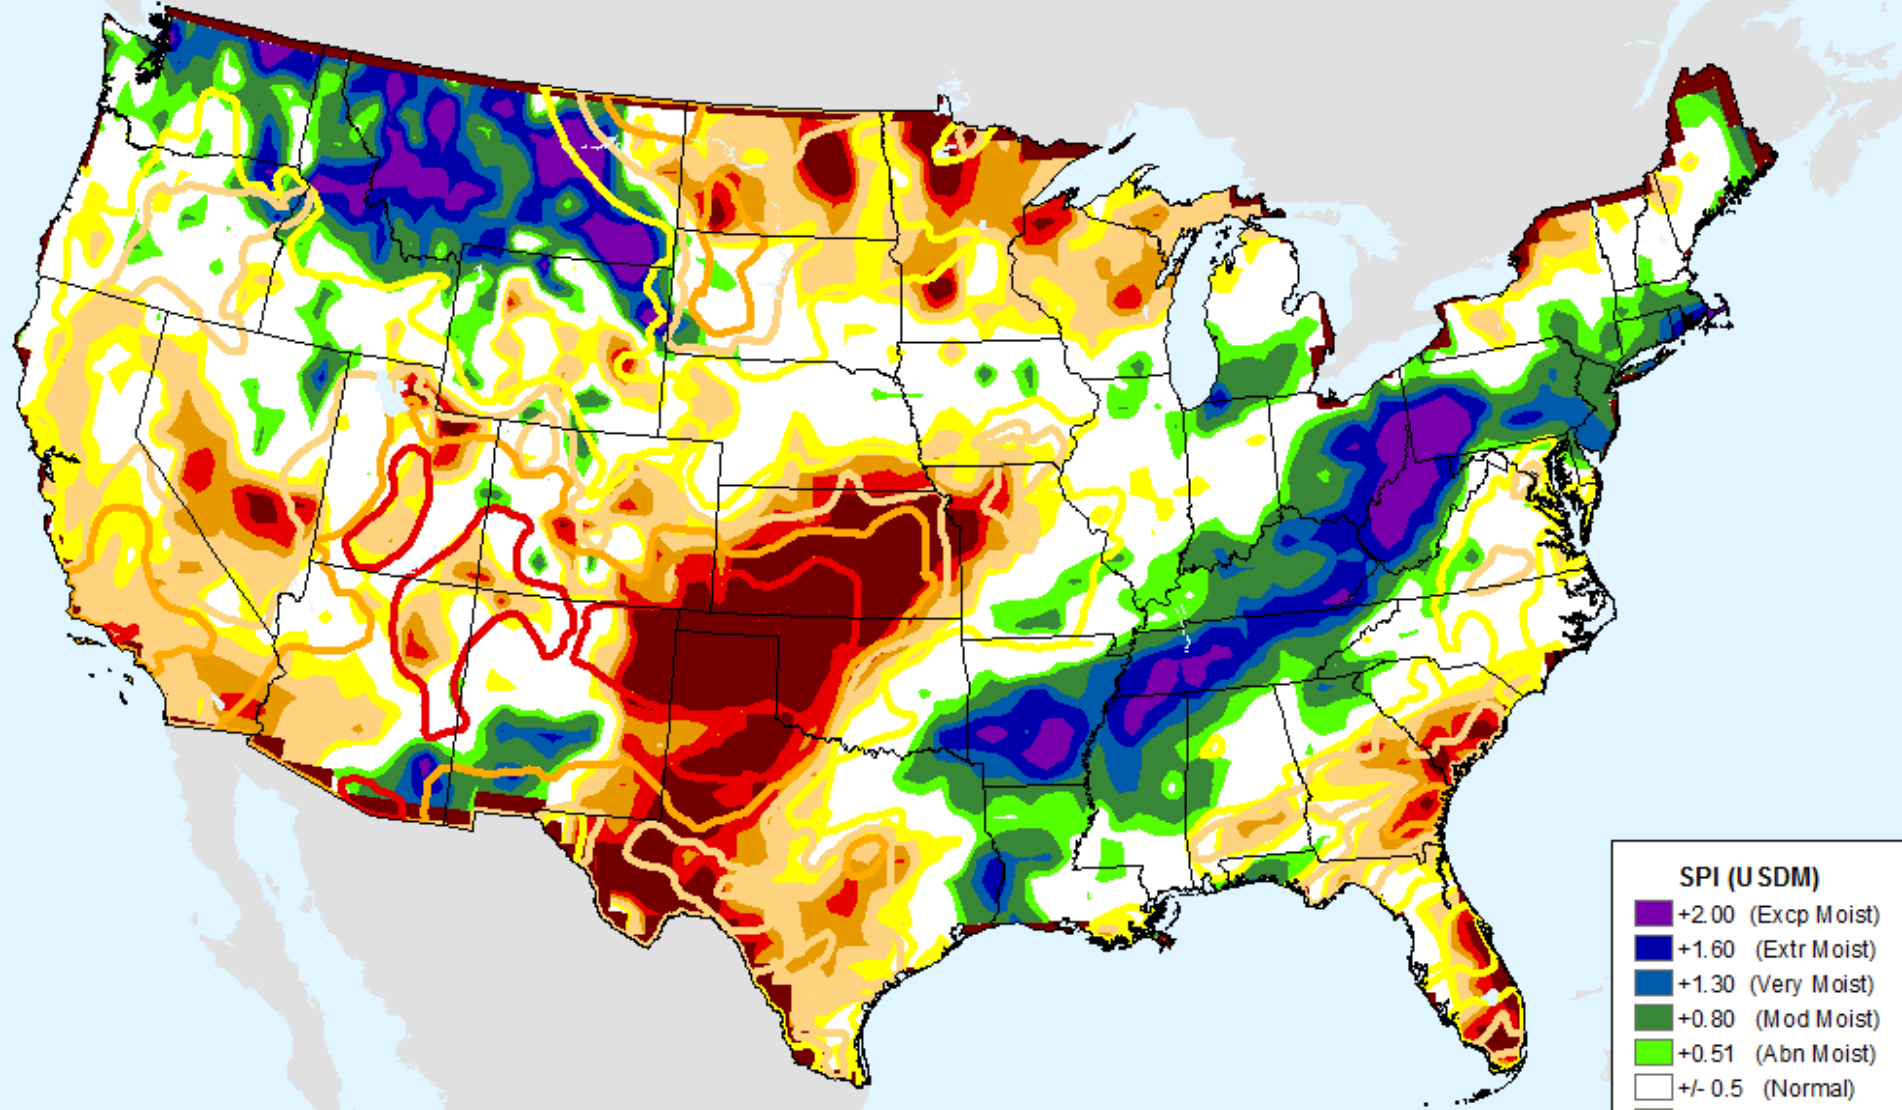 SPI (USDM)
+2.00 (Excp Moist)
+1.60 (Extr Moist)
+1.30 (Very Moist)
+0.80 (Mod Moist)
+0.51 (Abn Moist)
+/- 0.5 (Normal)